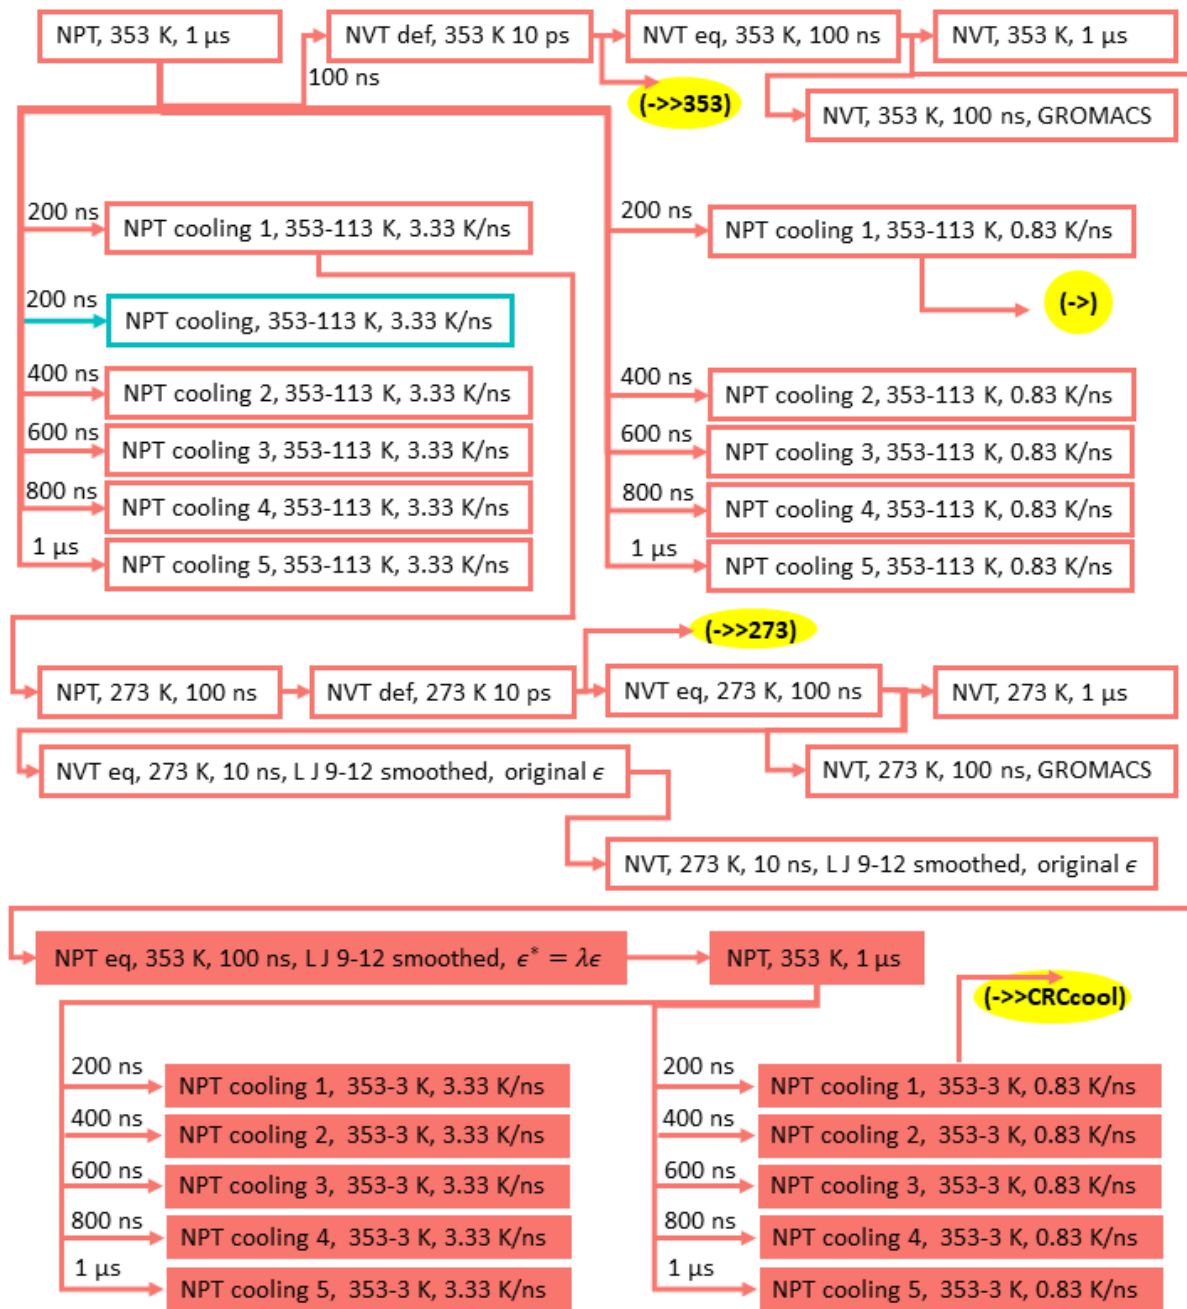 NPT, 353 K, 1 µs
NVT def, 353 K 10 ps
NVT eq, 353 K, 100 ns
NVT, 353 K, 1 µs
100 ns
(->>353)
NVT, 353 K, 100 ns, GROMACS
200 ns
NPT cooling 1, 353-113 K, 3.33 K/ns
200 ns
NPT cooling 1, 353-113 K, 0.83 K/ns
200 ns
NPT cooling, 353-113 K, 3.33 K/ns
(->)
400 ns
NPT cooling 2, 353-113 K, 3.33 K/ns
400 ns
NPT cooling 2, 353-113 K, 0.83 K/ns
600 ns
NPT cooling 3, 353-113 K, 3.33 K/ns
600 ns
NPT cooling 3, 353-113 K, 0.83 K/ns
800 ns
NPT cooling 4, 353-113 K, 3.33 K/ns
800 ns
NPT cooling 4, 353-113 K, 0.83 K/ns
1 µs
NPT cooling 5, 353-113 K, 3.33 K/ns
1 µs
NPT cooling 5, 353-113 K, 0.83 K/ns
(->>273)
NPT, 273 K, 100 ns
NVT def, 273 K 10 ps
NVT eq, 273 K, 100 ns
NVT, 273 K, 1 µs
NVT eq, 273 K, 10 ns, L J 9-12 smoothed, original ϵ
NVT, 273 K, 100 ns, GROMACS
NVT, 273 K, 10 ns, L J 9-12 smoothed, original ϵ
NPT eq, 353 K, 100 ns, L J 9-12 smoothed, ϵ* = λϵ
NPT, 353 K, 1 µs
(->>CRCcool)
200 ns
NPT cooling 1, 353-3 K, 3.33 K/ns
200 ns
NPT cooling 1, 353-3 K, 0.83 K/ns
400 ns
NPT cooling 2, 353-3 K, 3.33 K/ns
400 ns
NPT cooling 2, 353-3 K, 0.83 K/ns
600 ns
NPT cooling 3, 353-3 K, 3.33 K/ns
600 ns
NPT cooling 3, 353-3 K, 0.83 K/ns
800 ns
NPT cooling 4, 353-3 K, 3.33 K/ns
800 ns
NPT cooling 4, 353-3 K, 0.83 K/ns
1 µs
NPT cooling 5, 353-3 K, 3.33 K/ns
1 µs
NPT cooling 5, 353-3 K, 0.83 K/ns